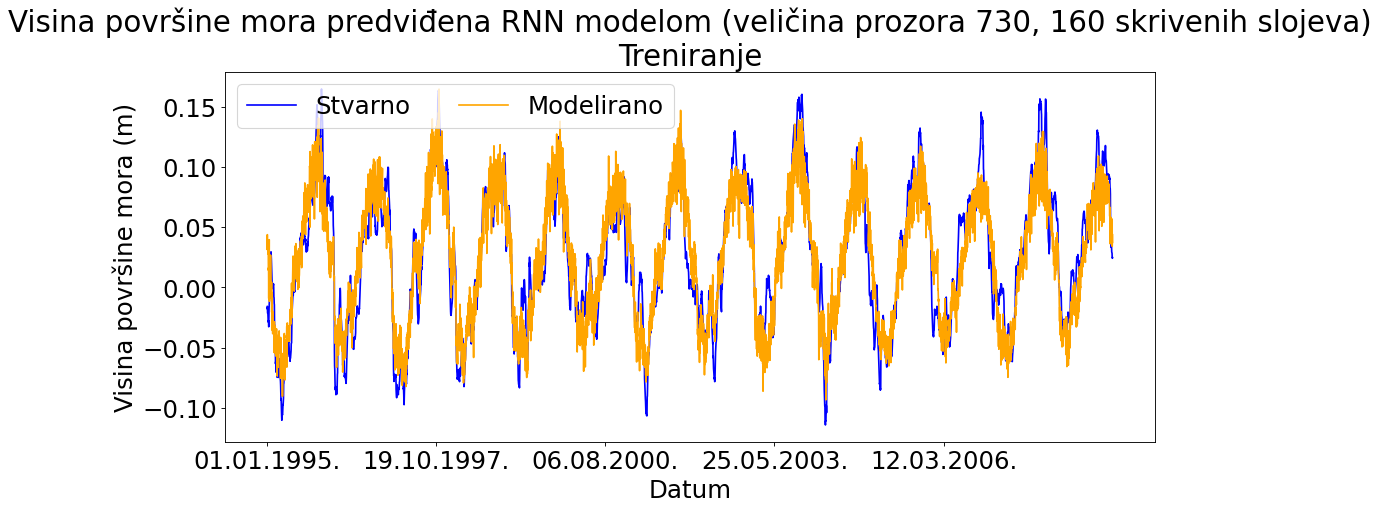 Visina površine mora predviđena RNN modelom (veličina prozora 730, 160 skrivenih slojeva)
Treniranje
Stvarno
Modelirano
Visina površine mora (m)
0.15
0.10
0.05
0.00
−0.05
−0.10
01.01.1995.
19.10.1997.
06.08.2000.
25.05.2003.
12.03.2006.
Datum